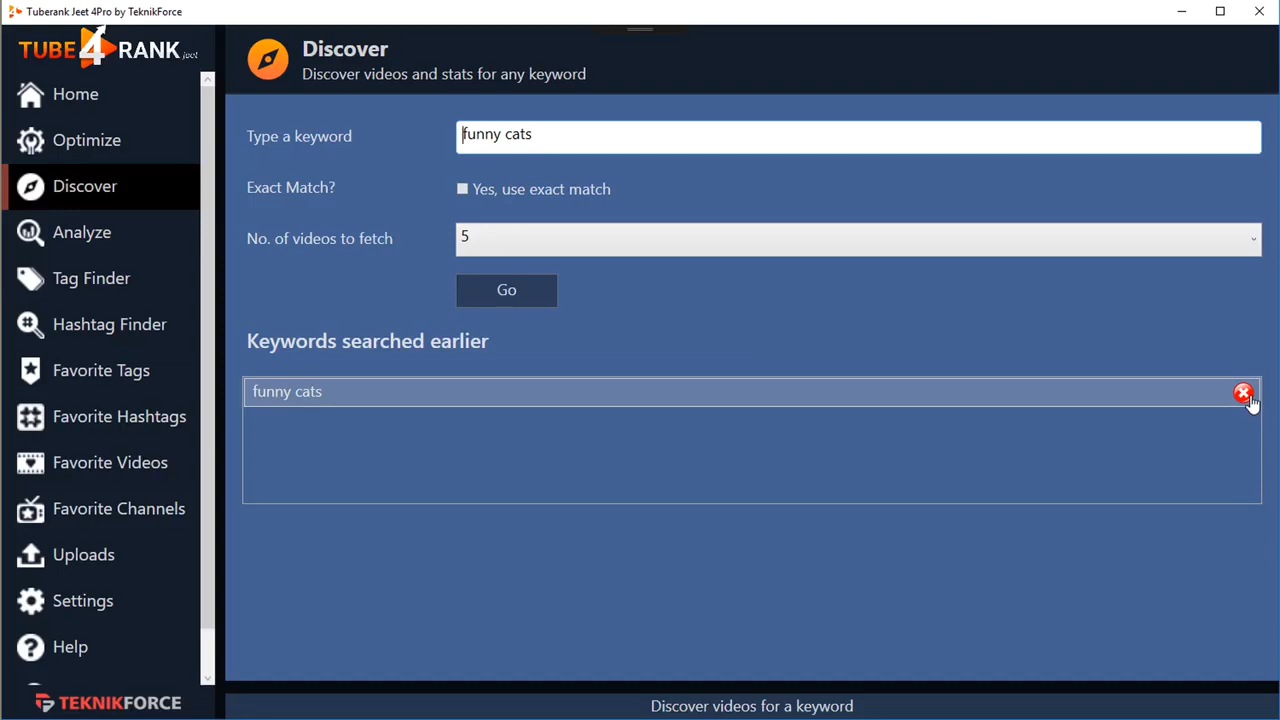 Tuberank Jeet 4Pro by TeknikForce
TUBE 4 RANK jeet
Home
Optimize
Discover
Analyze
Tag Finder
Hashtag Finder
Favorite Tags
Favorite Hashtags
Favorite Videos
Favorite Channels
Uploads
Settings
Help
TEKNIKFORCE
Discover
Discover videos and stats for any keyword
Type a keyword
funny cats
Exact Match?
Yes, use exact match
No. of videos to fetch
5
Go
Keywords searched earlier
funny cats
Discover videos for a keyword